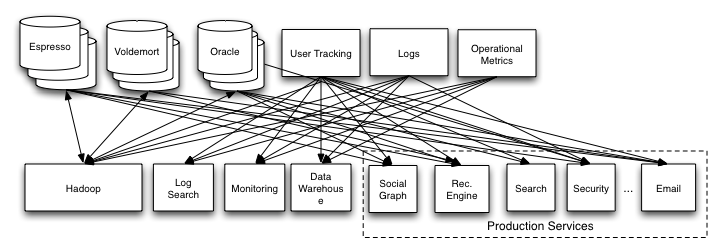 Espresso
Voldemort
Oracle
User Tracking
Logs
Operational
Metrics
Hadoop
Log
Search
Monitoring
Data
Warehous
e
Social
Graph
Rec.
Engine
Search
Security
...
Email
Production Services